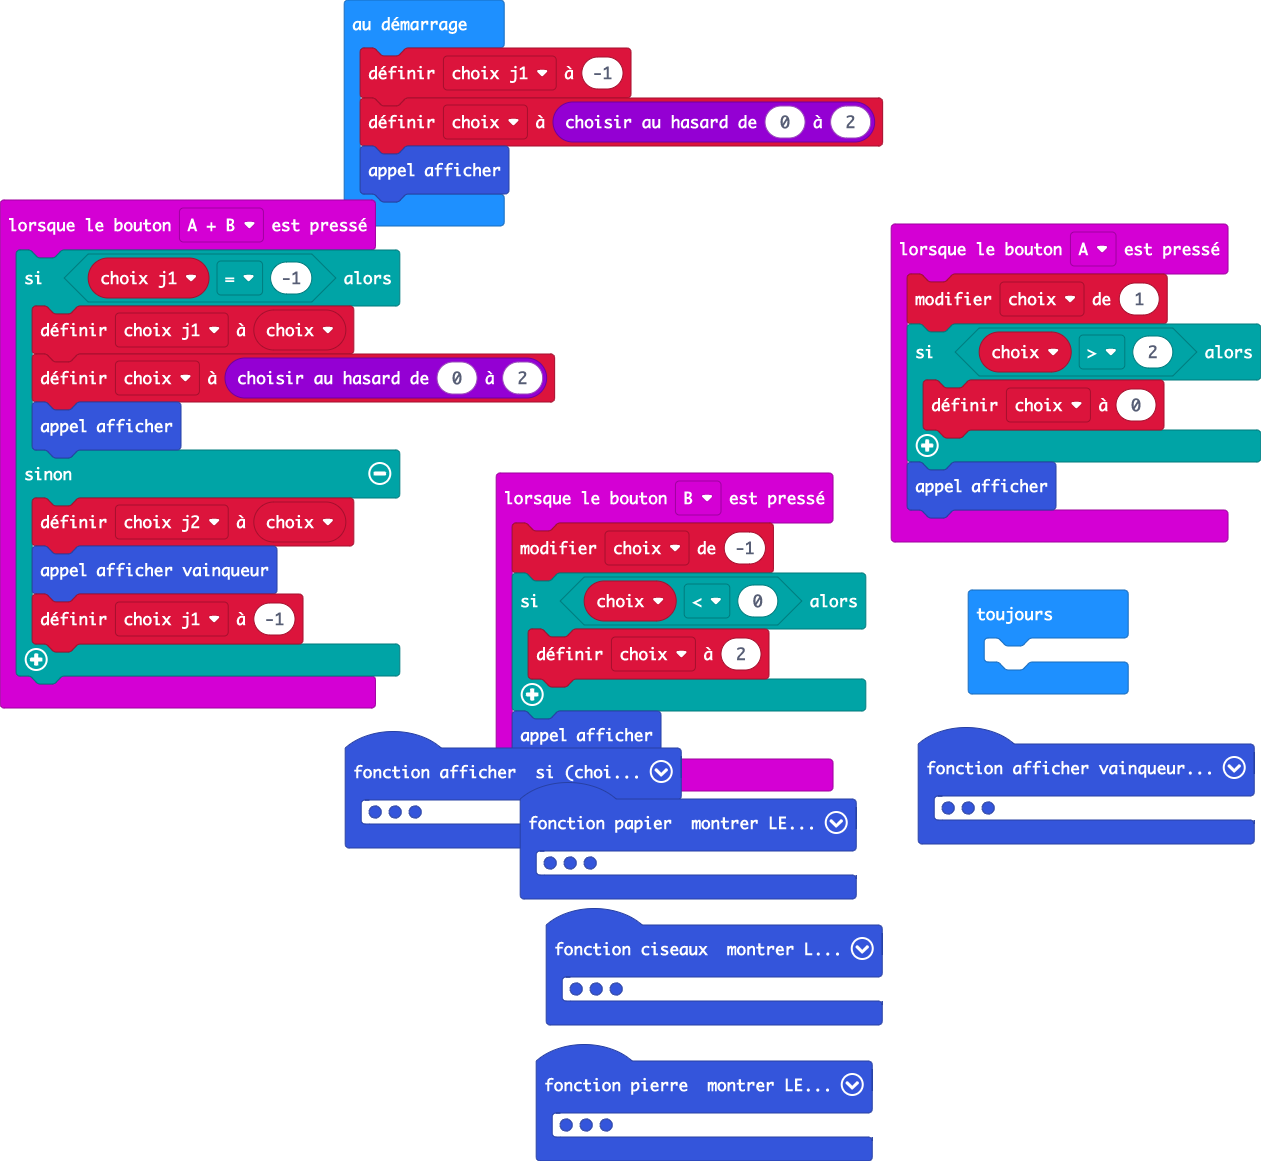 au démarrage
définir choix j1 à -1
définir choix à choisir au hasard de 0 à 2
appel afficher
lorsque le bouton A + B est pressé
si choix j1 = -1 alors
définir choix j1 à choix
définir choix à choisir au hasard de 0 à 2
appel afficher
sinon
définir choix j2 à choix
appel afficher vainqueur
définir choix j1 à -1
lorsque le bouton A est pressé
modifier choix de 1
si choix > 2 alors
définir choix à 0
appel afficher
lorsque le bouton B est pressé
modifier choix de -1
si choix < 0 alors
définir choix à 2
appel afficher
toujours
fonction afficher si (choi...
fonction afficher vainqueur...
fonction papier montrer LE...
fonction ciseaux montrer L...
fonction pierre montrer LE...